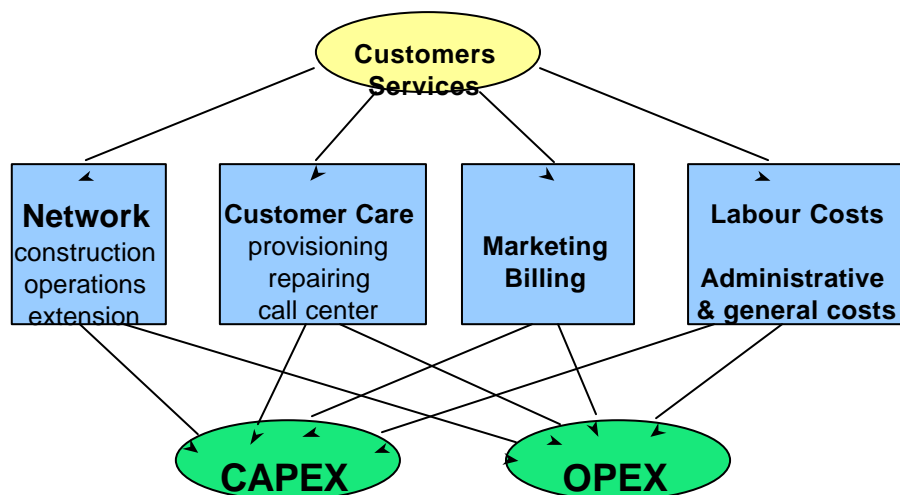 Customers
Services
Network
construction
operations
extension
Customer Care
provisioning
repairing
call center
Marketing
Billing
Labour Costs
Administrative
& general costs
CAPEX
OPEX